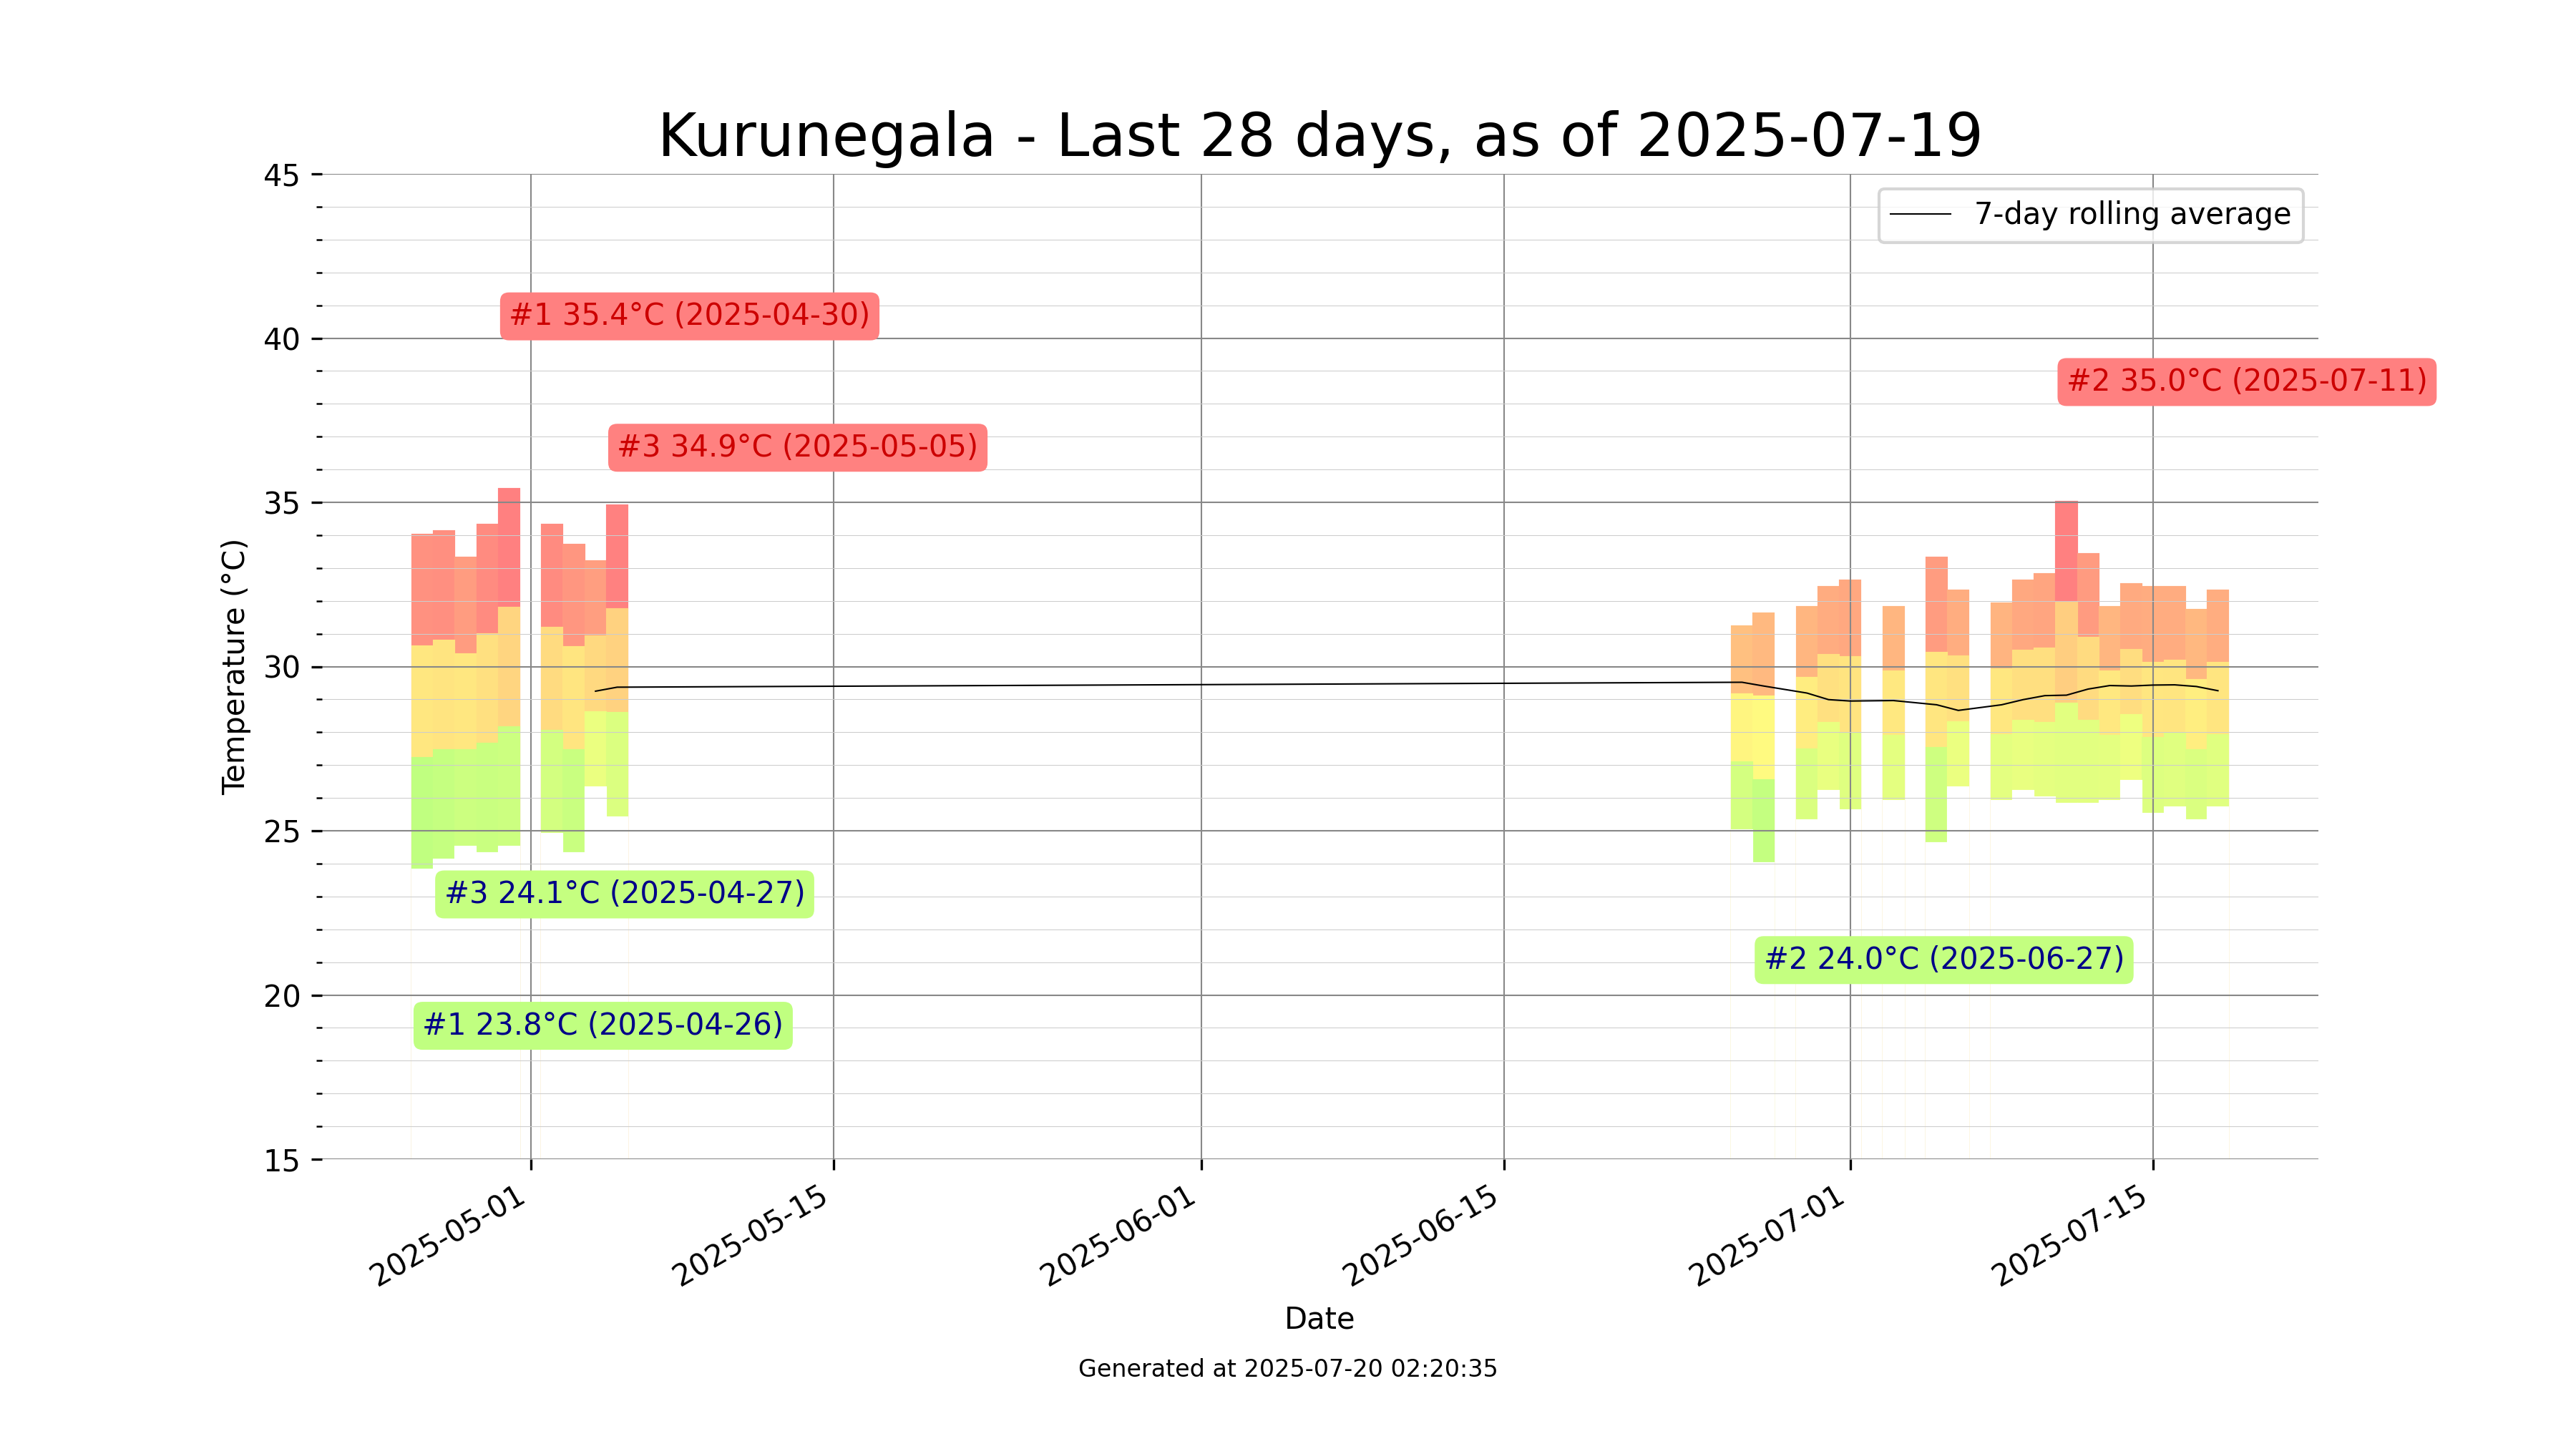 Kurunegala - Last 28 days, as of 2025-07-19
7-day rolling average
45
40
35
30
25
20
15
Temperature (°C)
#1 35.4°C (2025-04-30)
#2 35.0°C (2025-07-11)
#3 34.9°C (2025-05-05)
#3 24.1°C (2025-04-27)
#2 24.0°C (2025-06-27)
#1 23.8°C (2025-04-26)
2025-05-01
2025-05-15
2025-06-01
2025-06-15
2025-07-01
2025-07-15
Date
Generated at 2025-07-20 02:20:35